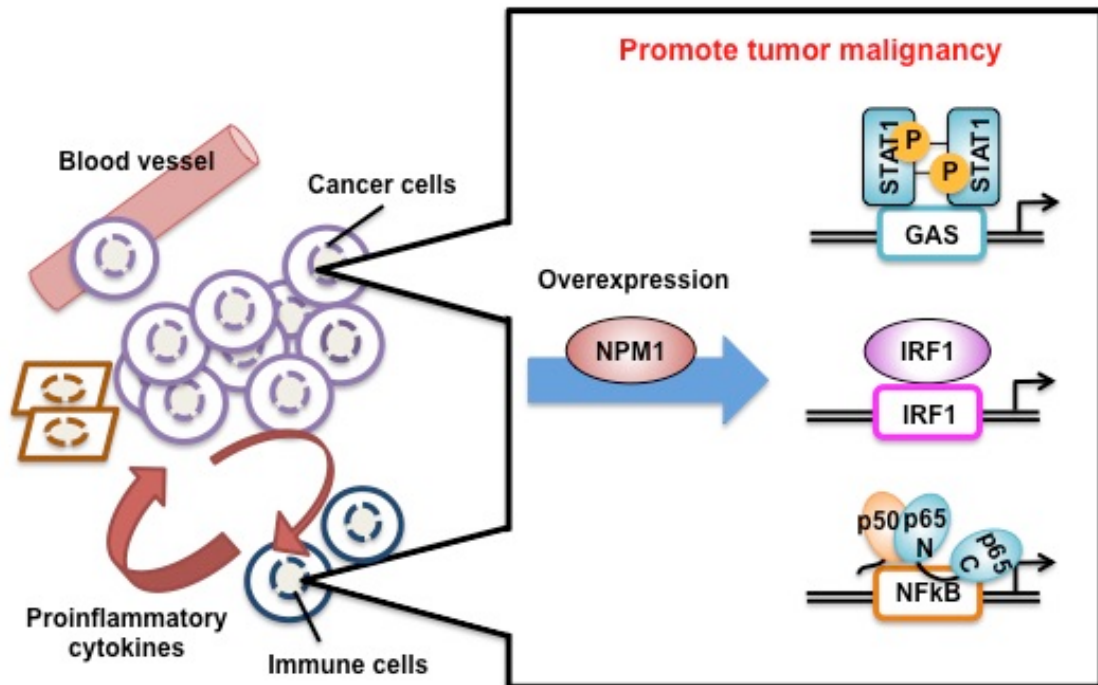 Promote tumor malignancy
Blood vessel
Cancer cells
STAT1
P
P
STAT1
GAS
Overexpression
NPM1
IRF1
IRF1
p50
p65
N
p65
C
NFkB
Proinflammatory
cytokines
Immune cells